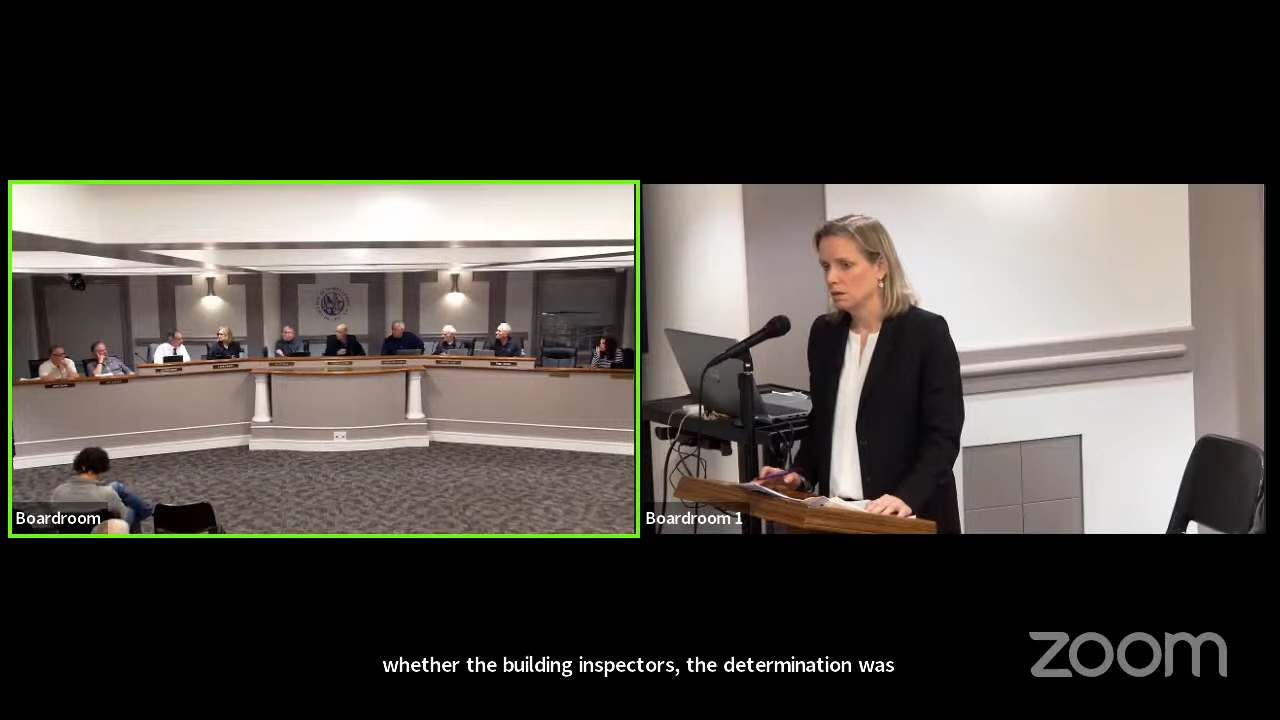 Boardroom
Boardroom 1
whether the building inspectors, the determination was
zoom